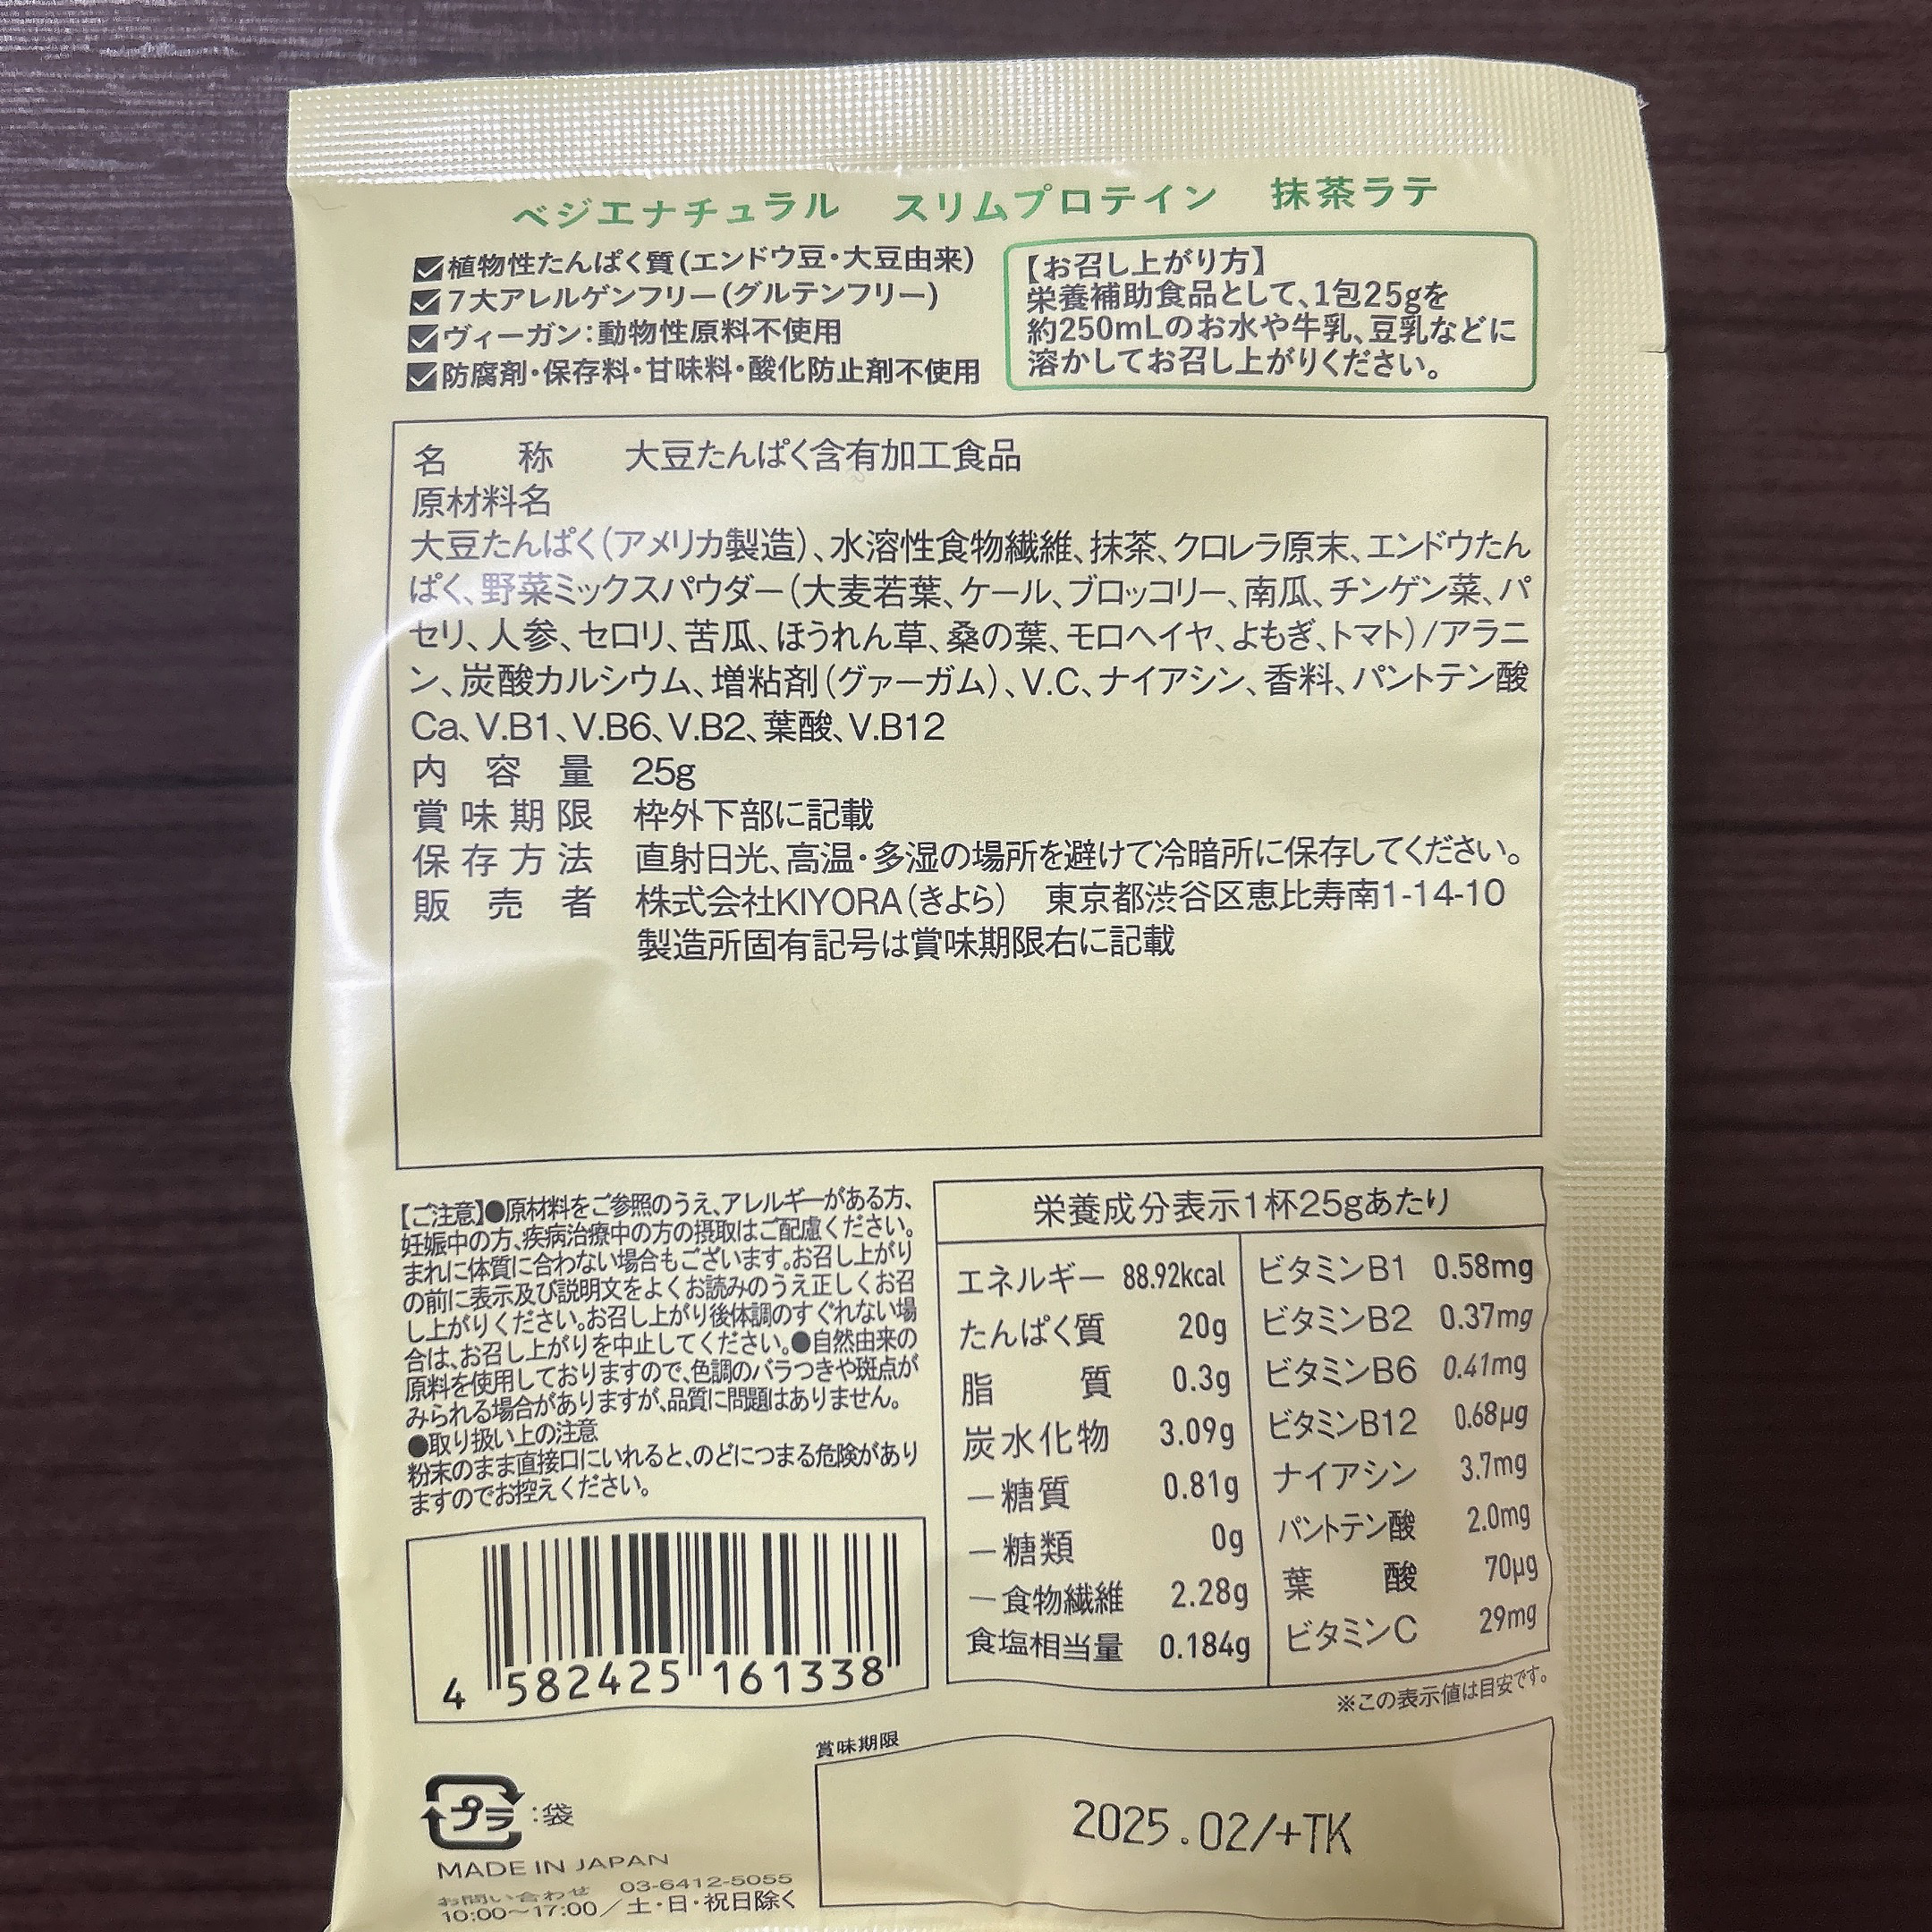 ベジエナチュラル スリムプロテイン 抹茶ラテ
植物性たんぱく質(エンドウ豆・大豆由来)
7大アレルゲンフリー(グルテンフリー)
ヴィーガン:動物性原料不使用
防腐剤・保存料・甘味料・酸化防止剤不使用
【お召し上がり方】
栄養補助食品として、1包25gを
約250mLのお水や牛乳、豆乳などに
溶かしてお召し上がりください。
名称 大豆たんぱく含有加工食品
原材料名
大豆たんぱく(アメリカ製造)、水溶性食物繊維、抹茶、クロレラ原末、エンドウたん
ぱく、野菜ミックスパウダー(大麦若葉、ケール、ブロッコリー、南瓜、チンゲン菜、パ
セリ、人参、セロリ、苦瓜、ほうれん草、桑の葉、モロヘイヤ、よもぎ、トマト)/アラニ
ン、炭酸カルシウム、増粘剤(グァーガム)、V.C、ナイアシン、香料、パントテン酸
Ca、V.B1、V.B6、V.B2、葉酸、V.B12
内容量 25g
賞味期限 枠外下部に記載
保存方法 直射日光、高温・多湿の場所を避けて冷暗所に保存してください。
販売者 株式会社KIYORA(きよら) 東京都渋谷区恵比寿南1-14-10
製造所固有記号は賞味期限右に記載
【ご注意】●原材料をご参照のうえ、アレルギーがある方、
妊娠中の方、疾病治療中の方の摂取はご配慮ください。
まれに体質に合わない場合もございます。お召し上がり
の前に表示及び説明文をよくお読みのうえ正しくお召
し上がりください。お召し上がり後体調のすぐれない場
合は、お召し上がりを中止してください。●自然由来の
原料を使用しておりますので、色調のバラつきや斑点が
みられる場合がありますが、品質に問題はありません。
●取り扱い上の注意
粉末のまま直接口にいれると、のどにつまる危険があり
ますのでお控えください。
栄養成分表示1杯25gあたり
エネルギー 88.92kcal
たんぱく質 20g
脂質 0.3g
炭水化物 3.09g
－糖質 0.81g
－糖類 0g
－食物繊維 2.28g
食塩相当量 0.184g
ビタミンB1 0.58mg
ビタミンB2 0.37mg
ビタミンB6 0.41mg
ビタミンB12 0.68μg
ナイアシン 3.7mg
パントテン酸 2.0mg
葉酸 70μg
ビタミンC 29mg
※この表示値は目安です。
4 582425 161338
賞味期限
2025.02/+TK
プラ :袋
MADE IN JAPAN
お問い合わせ 03-6412-5055
10:00～17:00/土・日・祝日除く